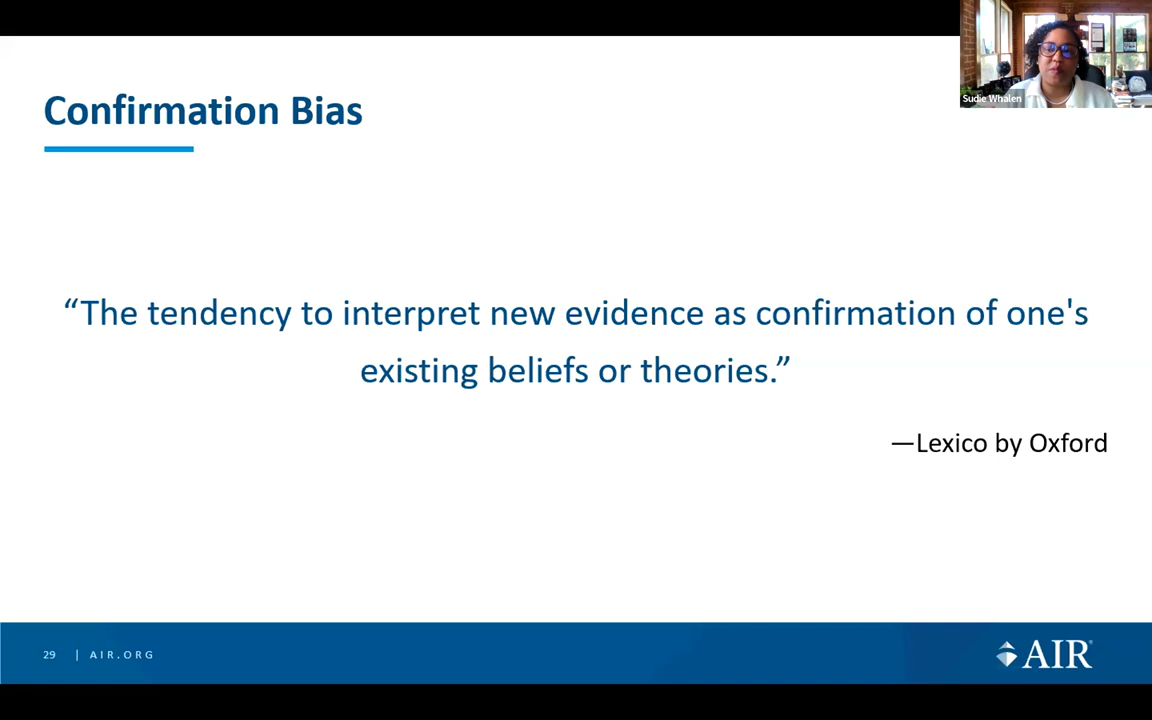 Confirmation Bias
Sudie Whalen
“The tendency to interpret new evidence as confirmation of one's
existing beliefs or theories.”
—Lexico by Oxford
29 | AIR.ORG
AIR®